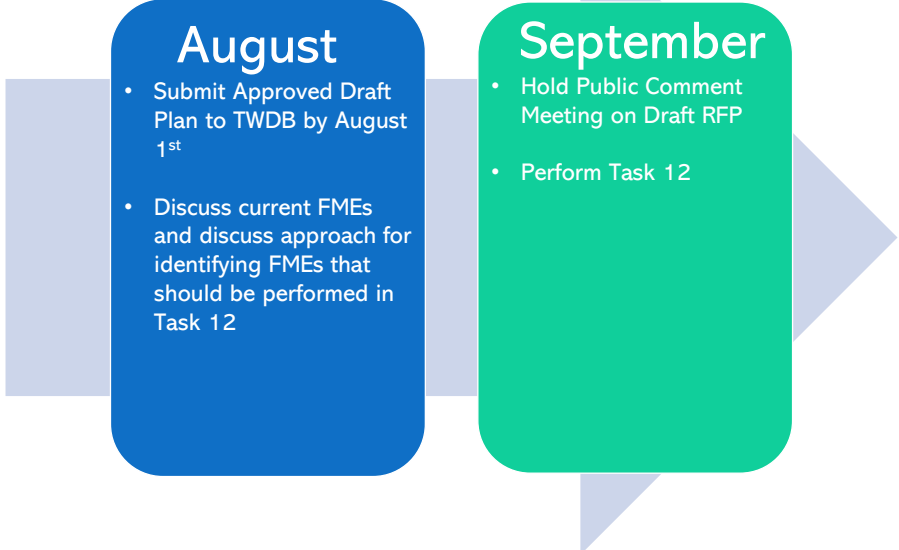 August
• Submit Approved Draft
Plan to TWDB by August
1st
• Discuss current FMEs
and discuss approach for
identifying FMEs that
should be performed in
Task 12
September
• Hold Public Comment
Meeting on Draft RFP
• Perform Task 12